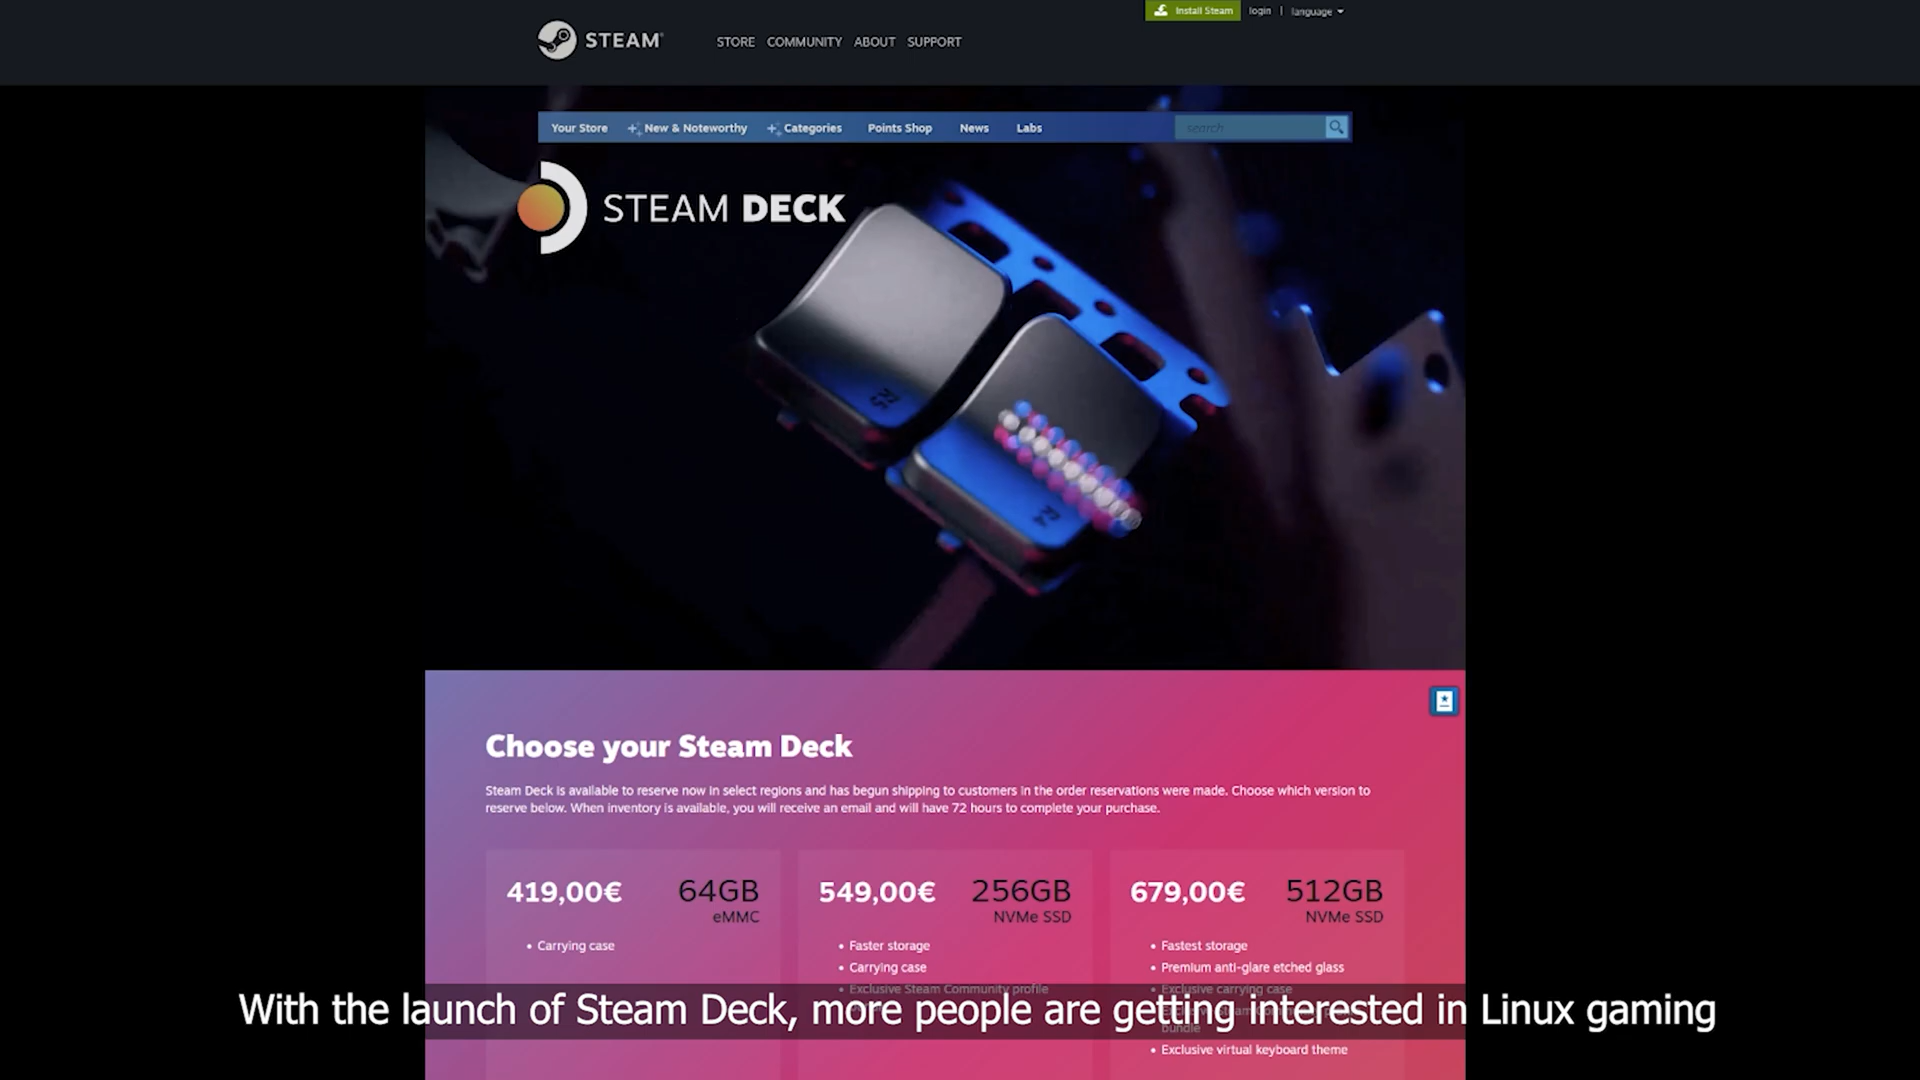 Install Steam login | language
STEAM®
STORE COMMUNITY ABOUT SUPPORT
Your Store New & Noteworthy Categories Points Shop News Labs search
STEAM DECK
R5
R4
Choose your Steam Deck
Steam Deck is available to reserve now in select regions and has begun shipping to customers in the order reservations were made. Choose which version to
reserve below. When inventory is available, you will receive an email and will have 72 hours to complete your purchase.
419,00€ 64GB
eMMC
• Carrying case
549,00€ 256GB
NVMe SSD
• Faster storage
• Carrying case
• Exclusive Steam Community profile
679,00€ 512GB
NVMe SSD
• Fastest storage
• Premium anti-glare etched glass
• Exclusive carrying case
bundle
• Exclusive virtual keyboard theme
With the launch of Steam Deck, more people are getting interested in Linux gaming